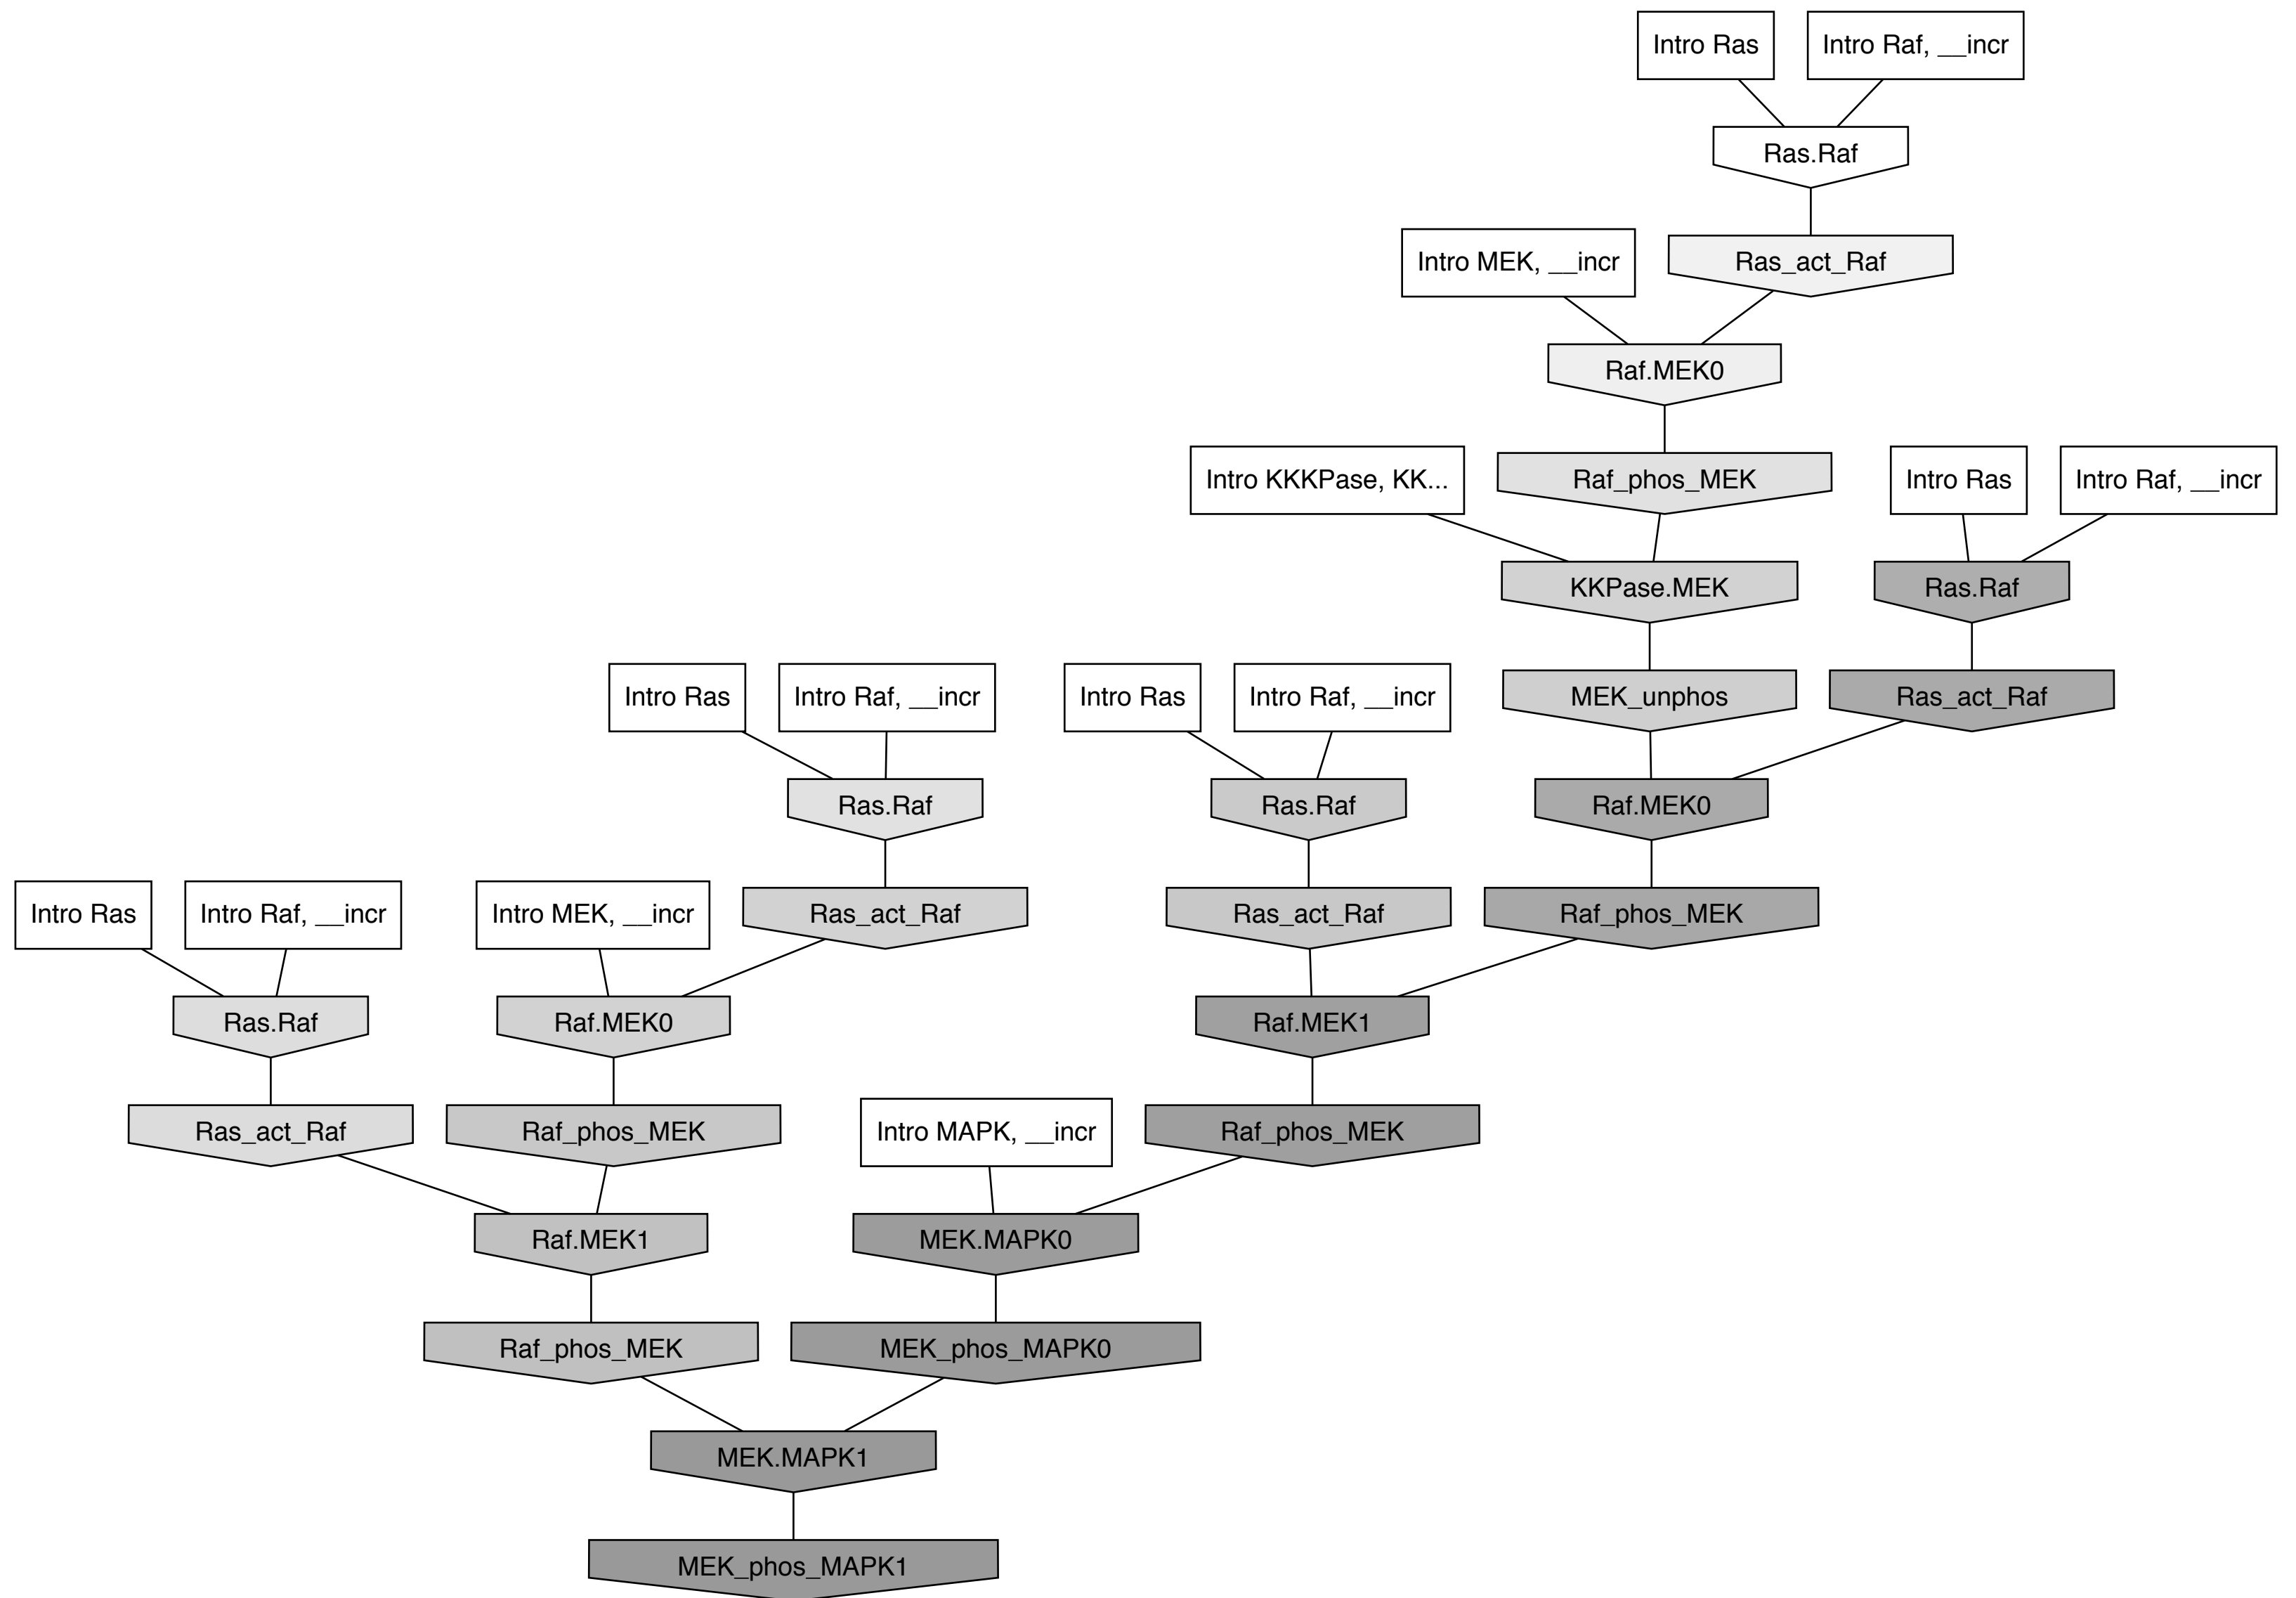 Intro Ras
Intro Raf, __incr
Ras.Raf
Intro MEK, __incr
Ras_act_Raf
Raf.MEK0
Intro KKKPase, KK...
Raf_phos_MEK
Intro Ras
Intro Raf, __incr
KKPase.MEK
Ras.Raf
Intro Ras
Intro Raf, __incr
Intro Ras
Intro Raf, __incr
MEK_unphos
Ras_act_Raf
Ras.Raf
Ras.Raf
Raf.MEK0
Intro Ras
Intro Raf, __incr
Intro MEK, __incr
Ras_act_Raf
Ras_act_Raf
Raf_phos_MEK
Ras.Raf
Raf.MEK0
Raf.MEK1
Ras_act_Raf
Raf_phos_MEK
Intro MAPK, __incr
Raf_phos_MEK
Raf.MEK1
MEK.MAPK0
Raf_phos_MEK
MEK_phos_MAPK0
MEK.MAPK1
MEK_phos_MAPK1